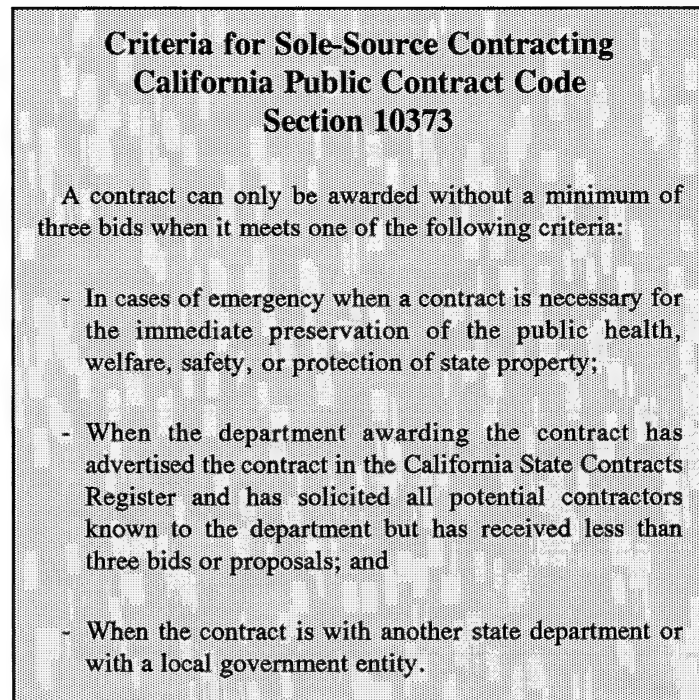 Criteria for Sole-Source Contracting
California Public Contract Code
Section 10373
A contract can only be awarded without a minimum of
three bids when it meets one of the following criteria:
- In cases of emergency when a contract is necessary for
the immediate preservation of the public health,
welfare, safety, or protection of state property;
- When the department awarding the contract has
advertised the contract in the California State Contracts
Register and has solicited all potential contractors
known to the department but has received less than
three bids or proposals; and
- When the contract is with another state department or
with a local government entity.